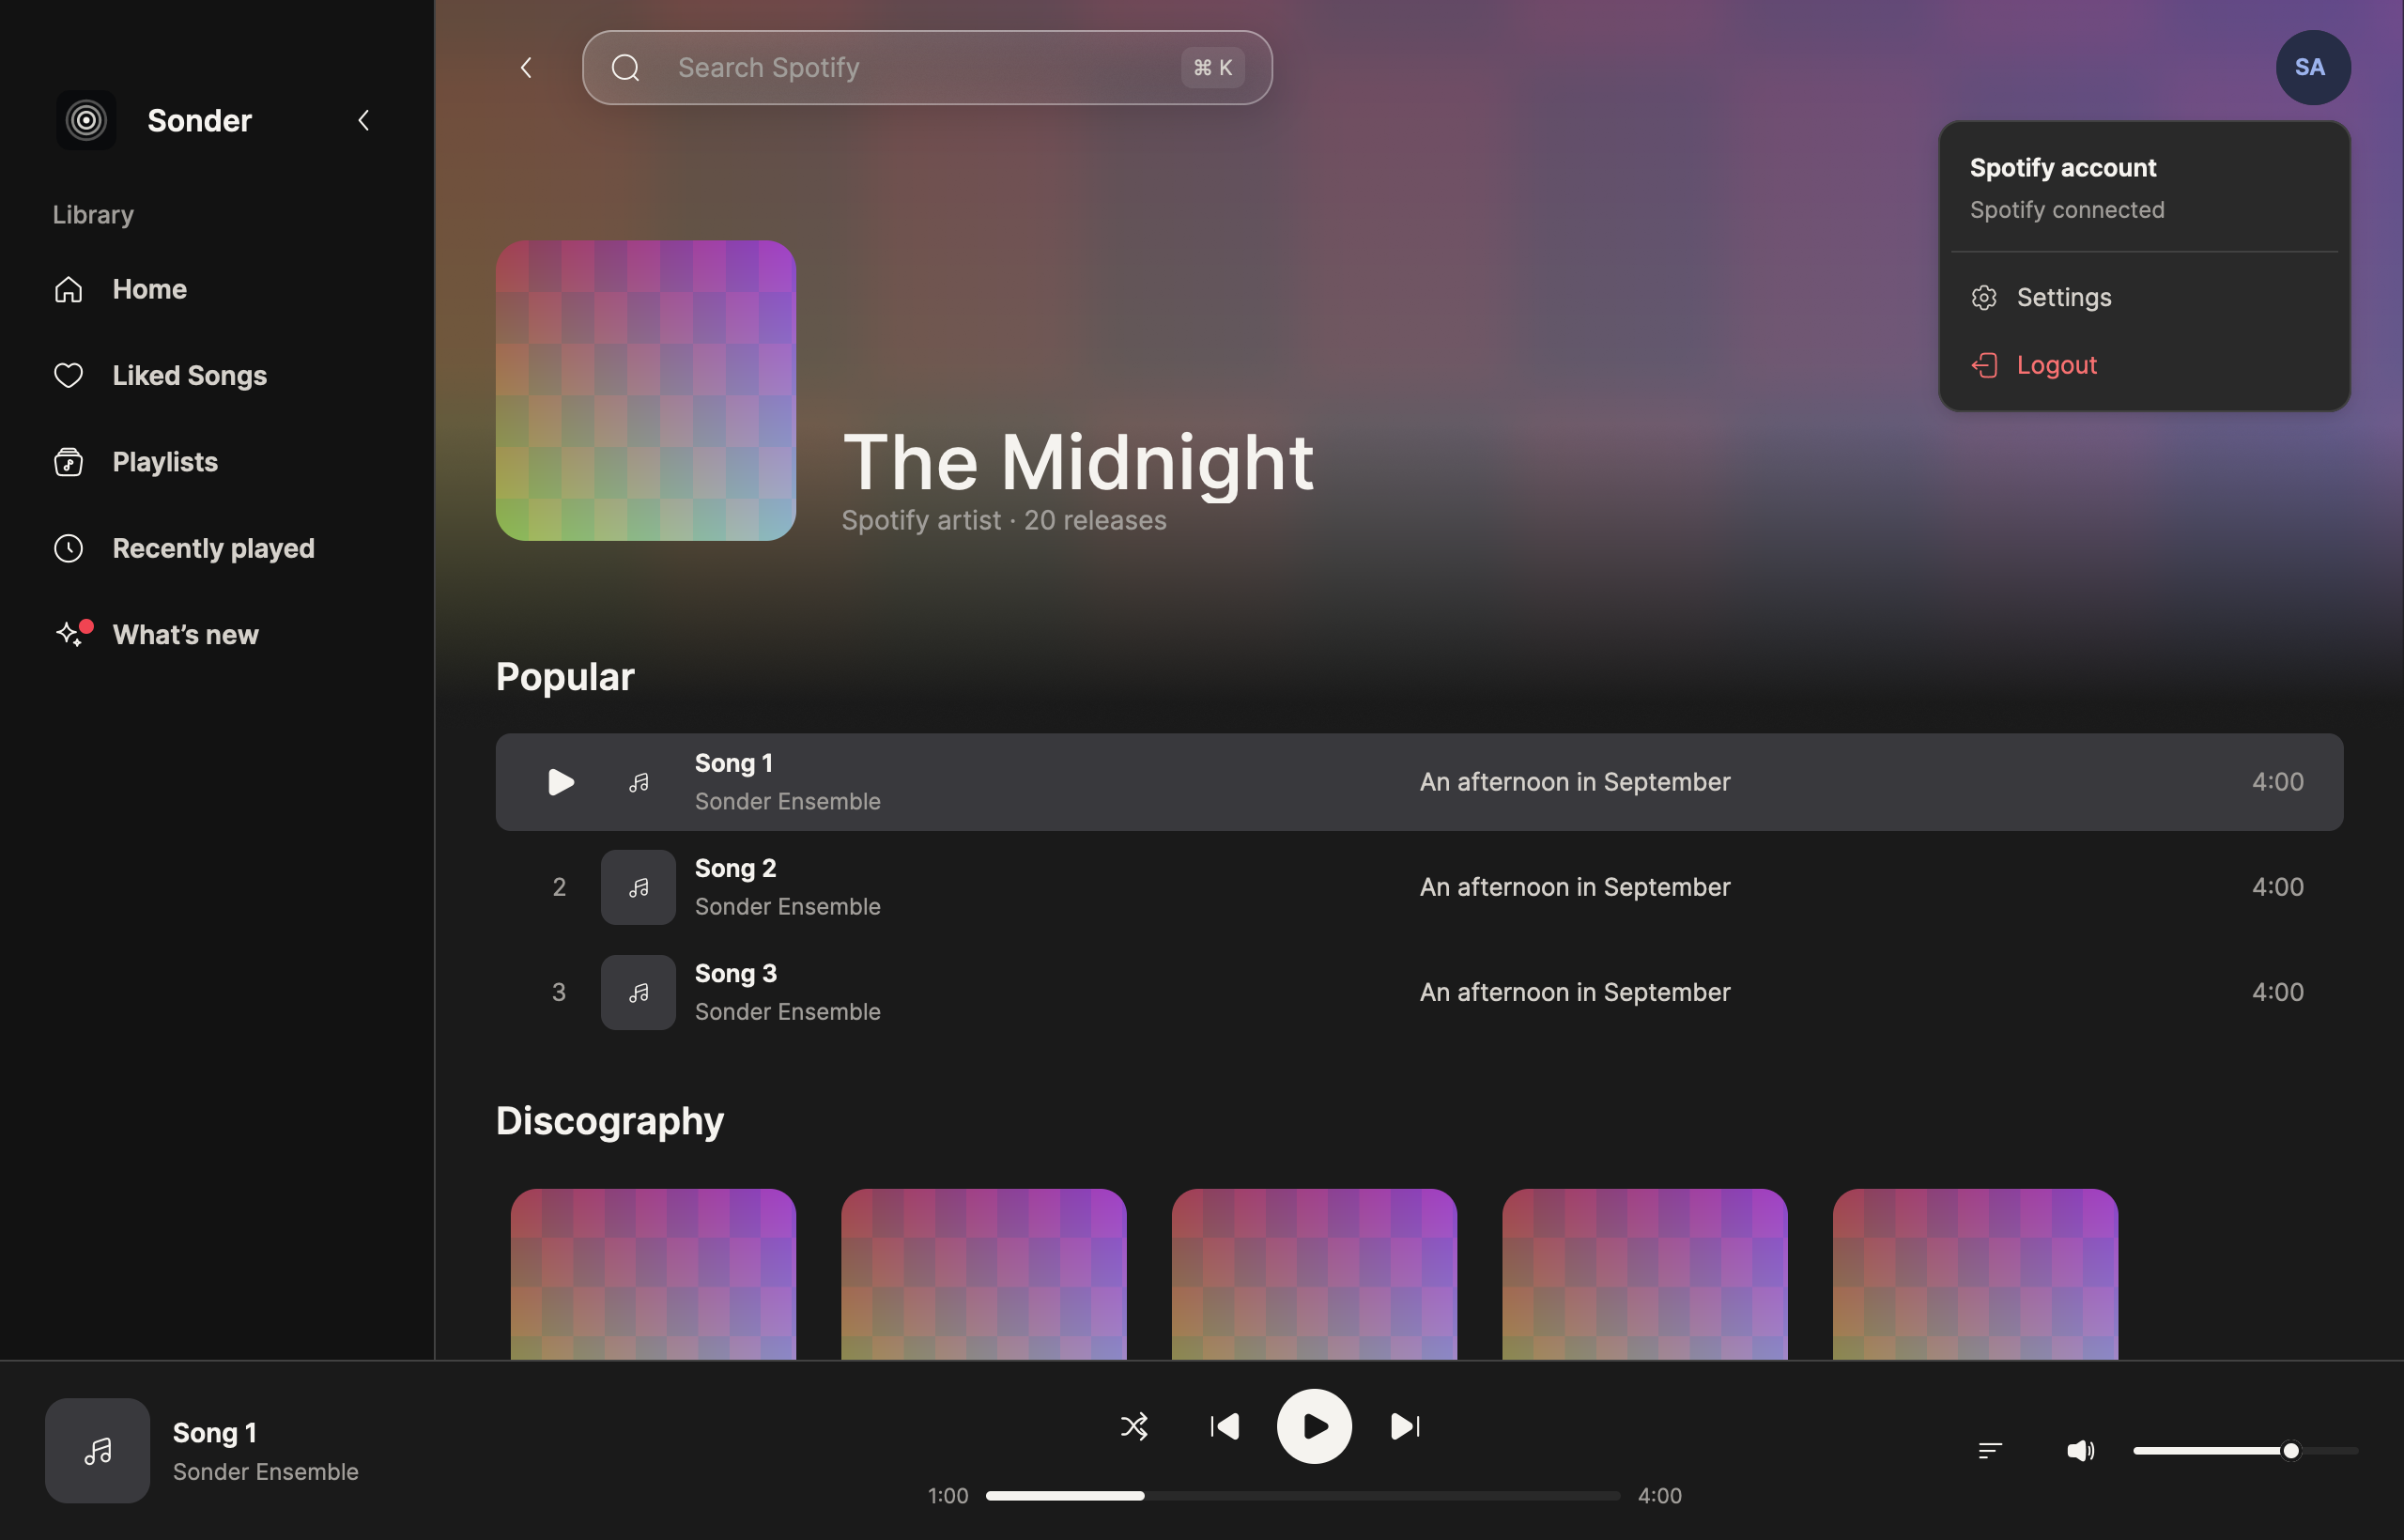 Sonder
Library
Home
Liked Songs
Playlists
Recently played
What’s new
Search Spotify
⌘ K
SA
Spotify account
Spotify connected
Settings
Logout
The Midnight
Spotify artist · 20 releases
Popular
Song 1
Sonder Ensemble
An afternoon in September
4:00
2
Song 2
Sonder Ensemble
An afternoon in September
4:00
3
Song 3
Sonder Ensemble
An afternoon in September
4:00
Discography
Song 1
Sonder Ensemble
1:00
4:00